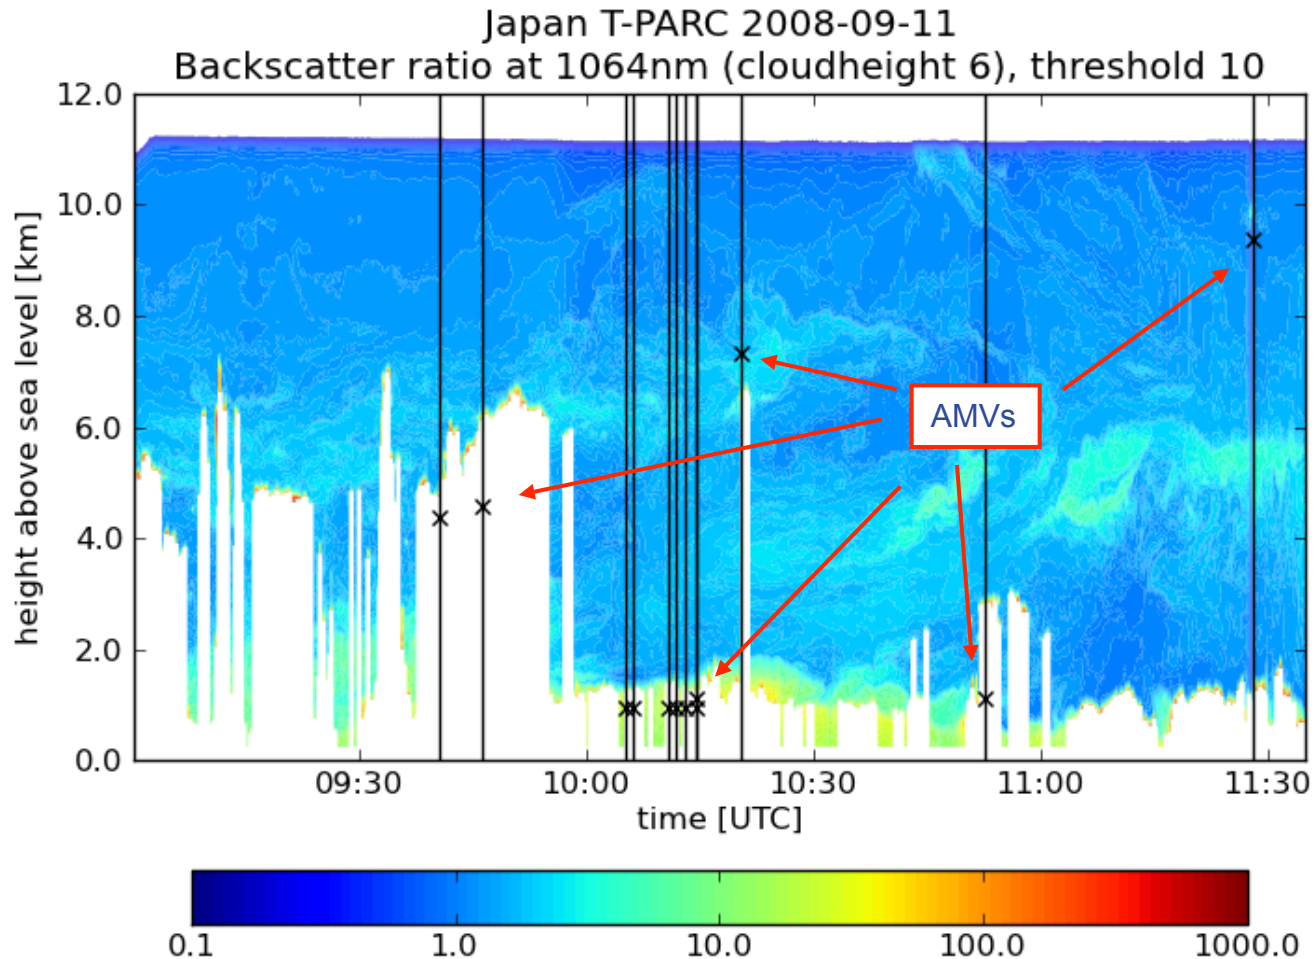 Japan T-PARC 2008-09-11
Backscatter ratio at 1064nm (cloudheight 6), threshold 10
12.0
10.0
8.0
6.0
4.0
2.0
0.0
height above sea level [km]
AMVs
09:30 10:00 10:30 11:00 11:30
time [UTC]
0.1 1.0 10.0 100.0 1000.0